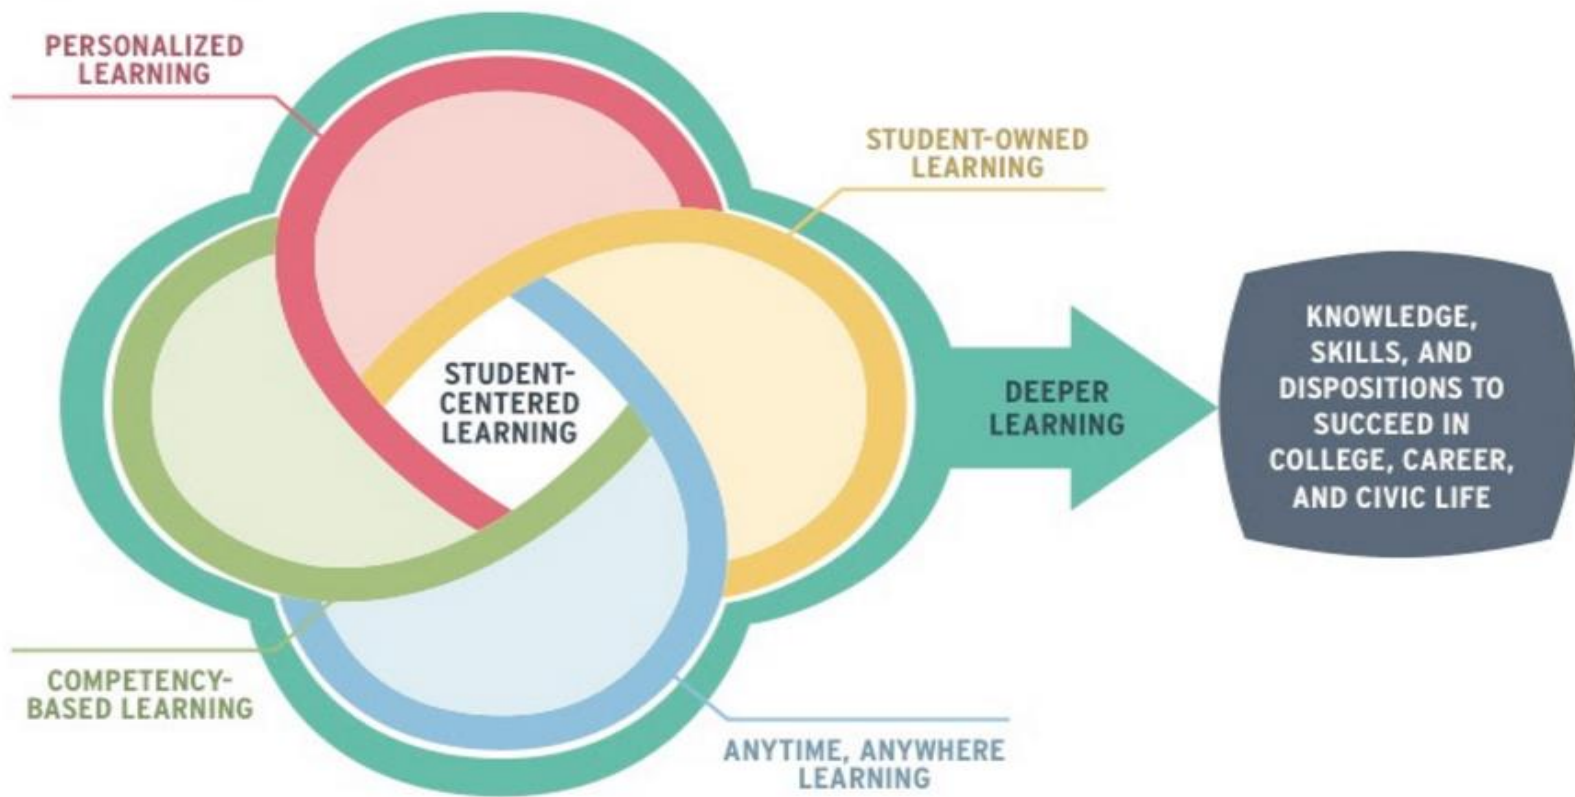 PERSONALIZED
LEARNING
STUDENT-OWNED
LEARNING
STUDENT-
CENTERED
LEARNING
DEEPER
LEARNING
KNOWLEDGE,
SKILLS, AND
DISPOSITIONS TO
SUCCEED IN
COLLEGE, CAREER,
AND CIVIC LIFE
COMPETENCY-
BASED LEARNING
ANYTIME, ANYWHERE
LEARNING